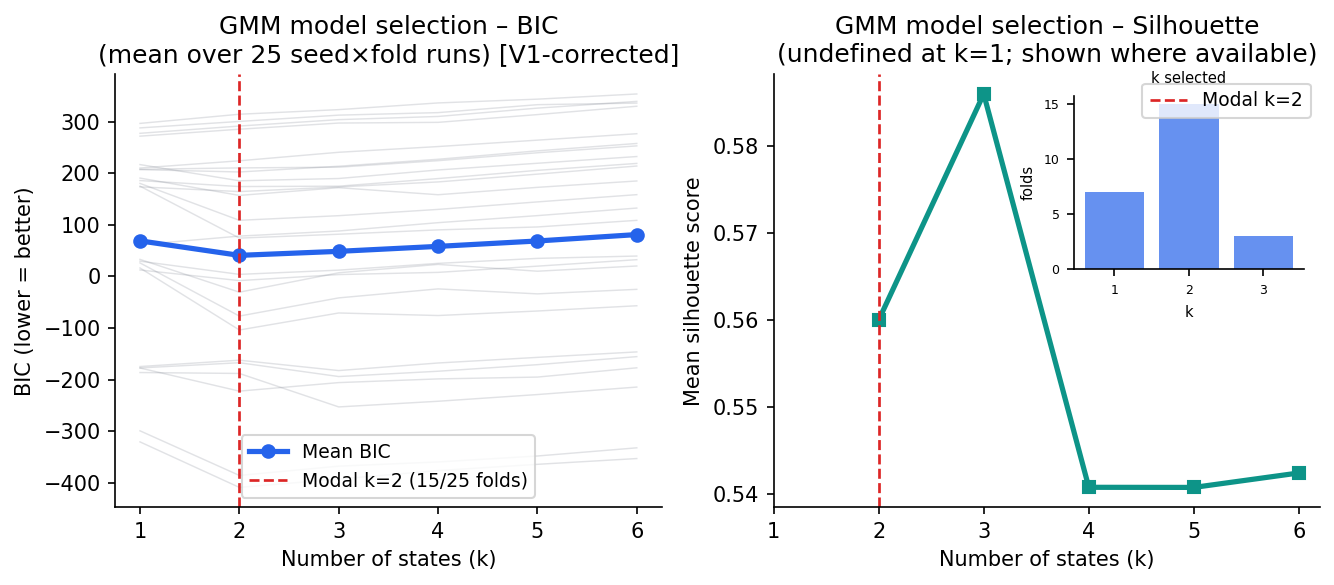 GMM model selection – BIC
(mean over 25 seed×fold runs) [V1-corrected]
BIC (lower = better)
300
200
100
0
−100
−200
−300
−400
1 2 3 4 5 6
Number of states (k)
Mean BIC
Modal k=2 (15/25 folds)
GMM model selection – Silhouette
(undefined at k=1; shown where available)
Mean silhouette score
0.58
0.57
0.56
0.55
0.54
1 2 3 4 5 6
Number of states (k)
k selected
Modal k=2
folds
15
10
5
0
1 2 3
k